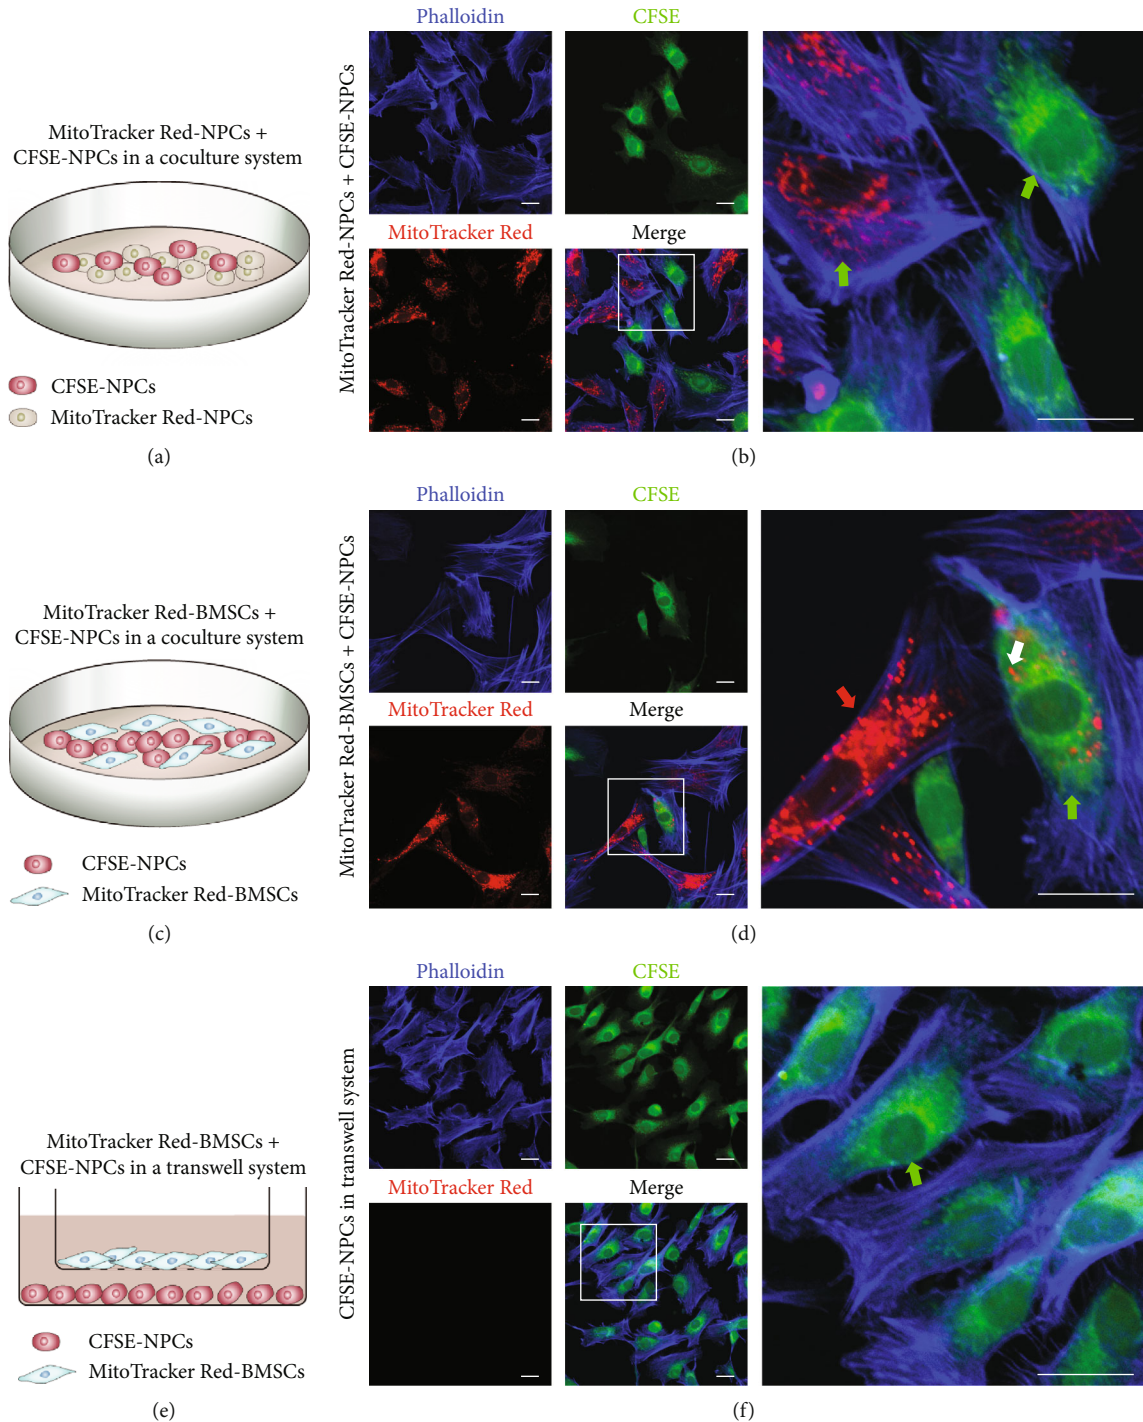 Phalloidin
CFSE
MitoTracker Red-NPCs +
CFSE-NPCs in a coculture system
CFSE-NPCs
MitoTracker Red-NPCs
(a)
MitoTracker Red-NPCs + CFSE-NPCs
MitoTracker Red
Merge
(b)
Phalloidin
CFSE
MitoTracker Red-BMSCs +
CFSE-NPCs in a coculture system
CFSE-NPCs
MitoTracker Red-BMSCs
(c)
MitoTracker Red-BMSCs + CFSE-NPCs
MitoTracker Red
Merge
(d)
Phalloidin
CFSE
MitoTracker Red-BMSCs +
CFSE-NPCs in a transwell system
CFSE-NPCs
MitoTracker Red-BMSCs
(e)
CFSE-NPCs in transwell system
MitoTracker Red
Merge
(f)